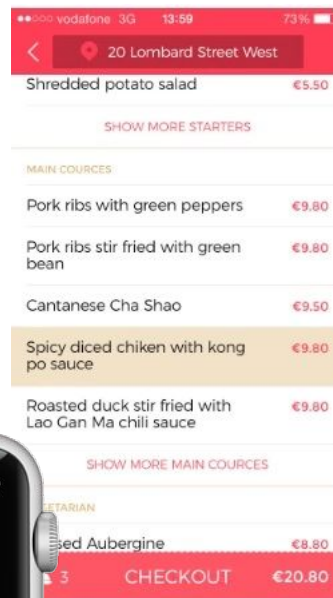 vodafone 3G 13:59 73%
20 Lombard Street West
Shredded potato salad €5.50
SHOW MORE STARTERS
MAIN COURCES
Pork ribs with green peppers €9.80
Pork ribs stir fried with green €9.80
bean
Cantanese Cha Shao €9.50
Spicy diced chiken with kong €9.80
po sauce
Roasted duck stir fried with €9.80
Lao Gan Ma chili sauce
SHOW MORE MAIN COURCES
ETARIAN
sed Aubergine €8.80
3 CHECKOUT €20.80